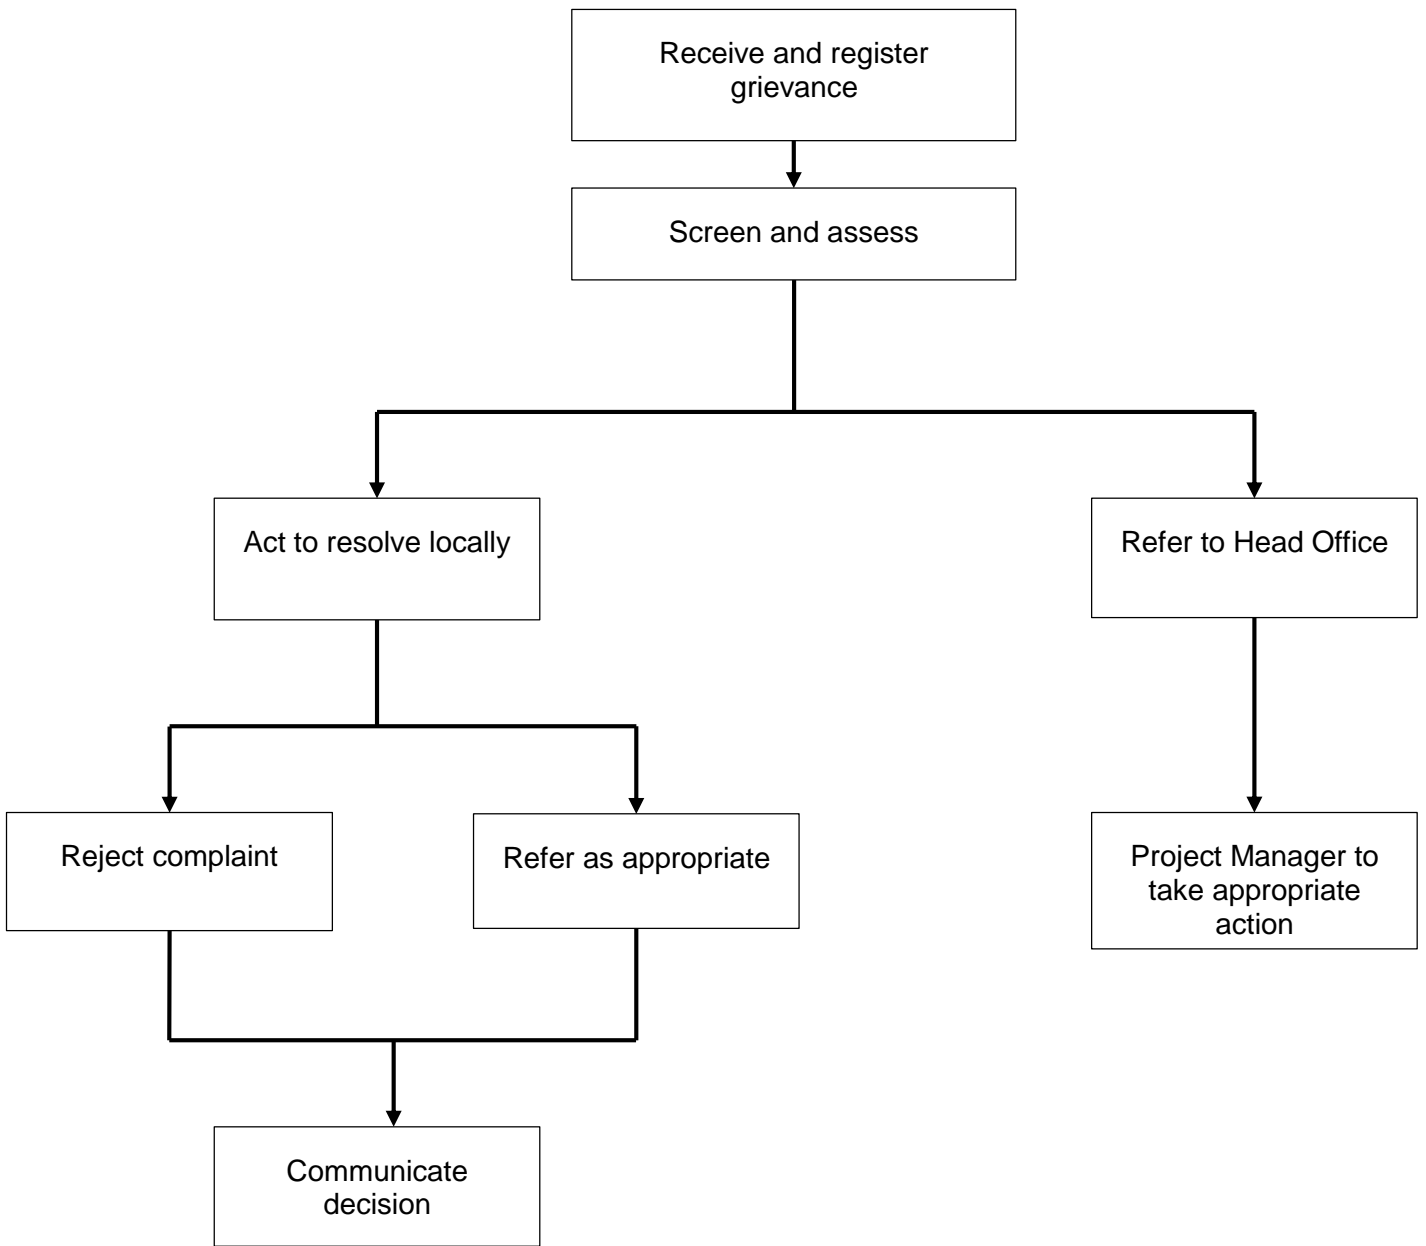 Receive and register
grievance
Screen and assess
Act to resolve locally
Refer to Head Office
Reject complaint
Refer as appropriate
Project Manager to
take appropriate
action
Communicate
decision